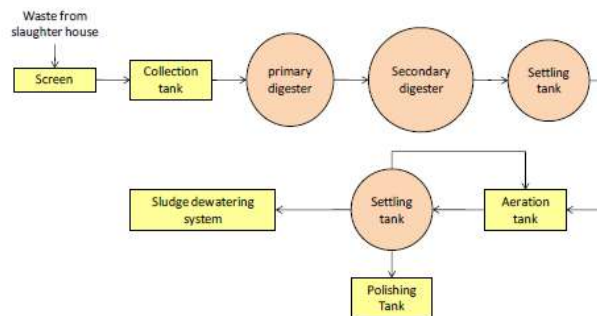 Waste from
slaughter house
Screen
Collection
tank
primary
digester
Secondary
digester
Settling
tank
Sludge dewatering
system
Settling
tank
Aeration
tank
Polishing
Tank